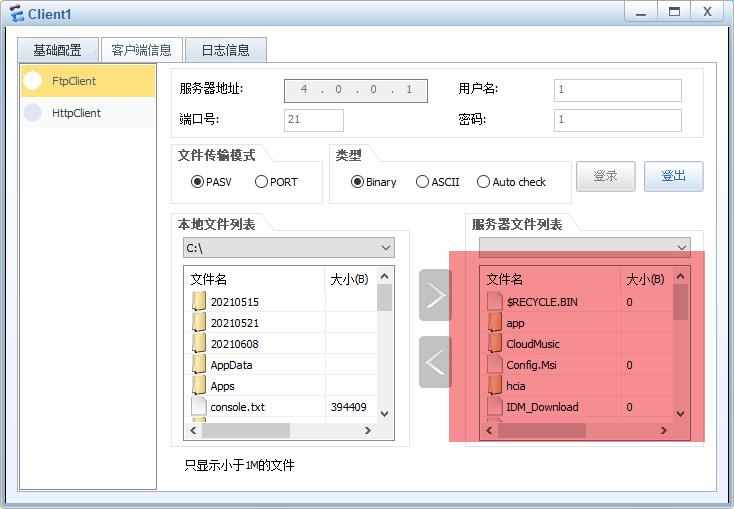 Client1
基础配置 客户端信息 日志信息
FtpClient
HttpClient
服务器地址: 4 . 0 . 0 . 1 用户名: 1
端口号: 21 密码: 1
文件传输模式 类型
PASV PORT Binary ASCII Auto check 登录 登出
本地文件列表 服务器文件列表
C:\
文件名 大小(B) 文件名 大小(B)
20210515 $RECYCLE.BIN 0
20210521 app
20210608 CloudMusic
AppData Config.Msi 0
Apps hcia
console.txt 394409 IDM_Download 0
只显示小于1M的文件